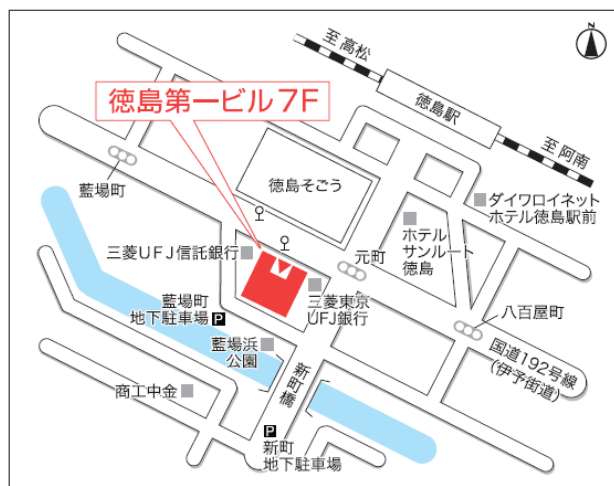 N
至高松
徳島駅
至阿南
徳島第一ビル7F
藍場町
徳島そごう
ダイワロイネット
ホテル徳島駅前
ホテル
サンルート
徳島
元町
三菱UFJ信託銀行
三菱東京
UFJ銀行
八百屋町
国道192号線
(伊予街道)
藍場町
地下駐車場 P
藍場浜
公園
新町橋
商工中金
P
新町
地下駐車場